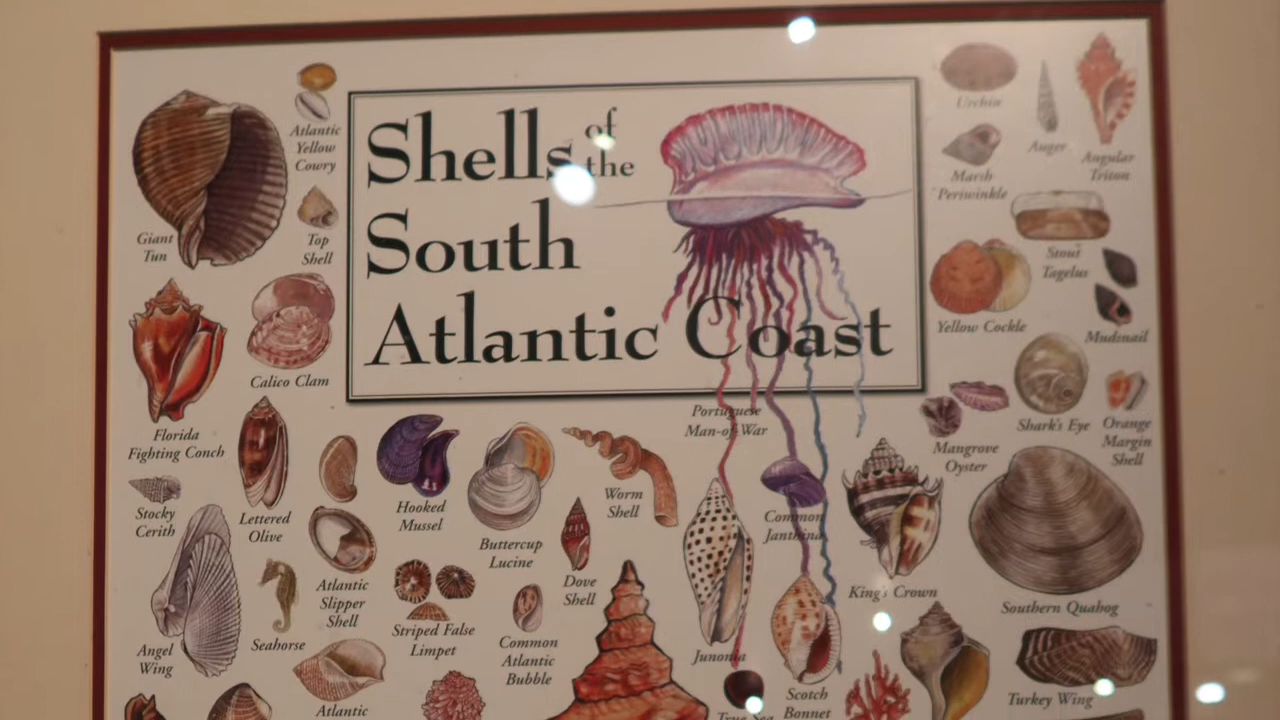 Shells of
the
South
Atlantic Coast
Atlantic
Yellow
Cowry
Giant
Tun
Top
Shell
Urchin
Auger
Angular
Triton
Marsh
Periwinkle
Stout
Tagelus
Yellow Cockle
Mudsnail
Calico Clam
Florida
Fighting Conch
Portuguese
Man-of-War
Shark's Eye
Orange
Margin
Shell
Mangrove
Oyster
Stocky
Cerith
Lettered
Olive
Hooked
Mussel
Worm
Shell
Common
Janthina
Buttercup
Lucine
Dove
Shell
Atlantic
Slipper
Shell
King's Crown
Southern Quahog
Angel
Wing
Seahorse
Striped False
Limpet
Common
Atlantic
Bubble
Junonia
Scotch
Bonnet
Turkey Wing
Atlantic
True Sea